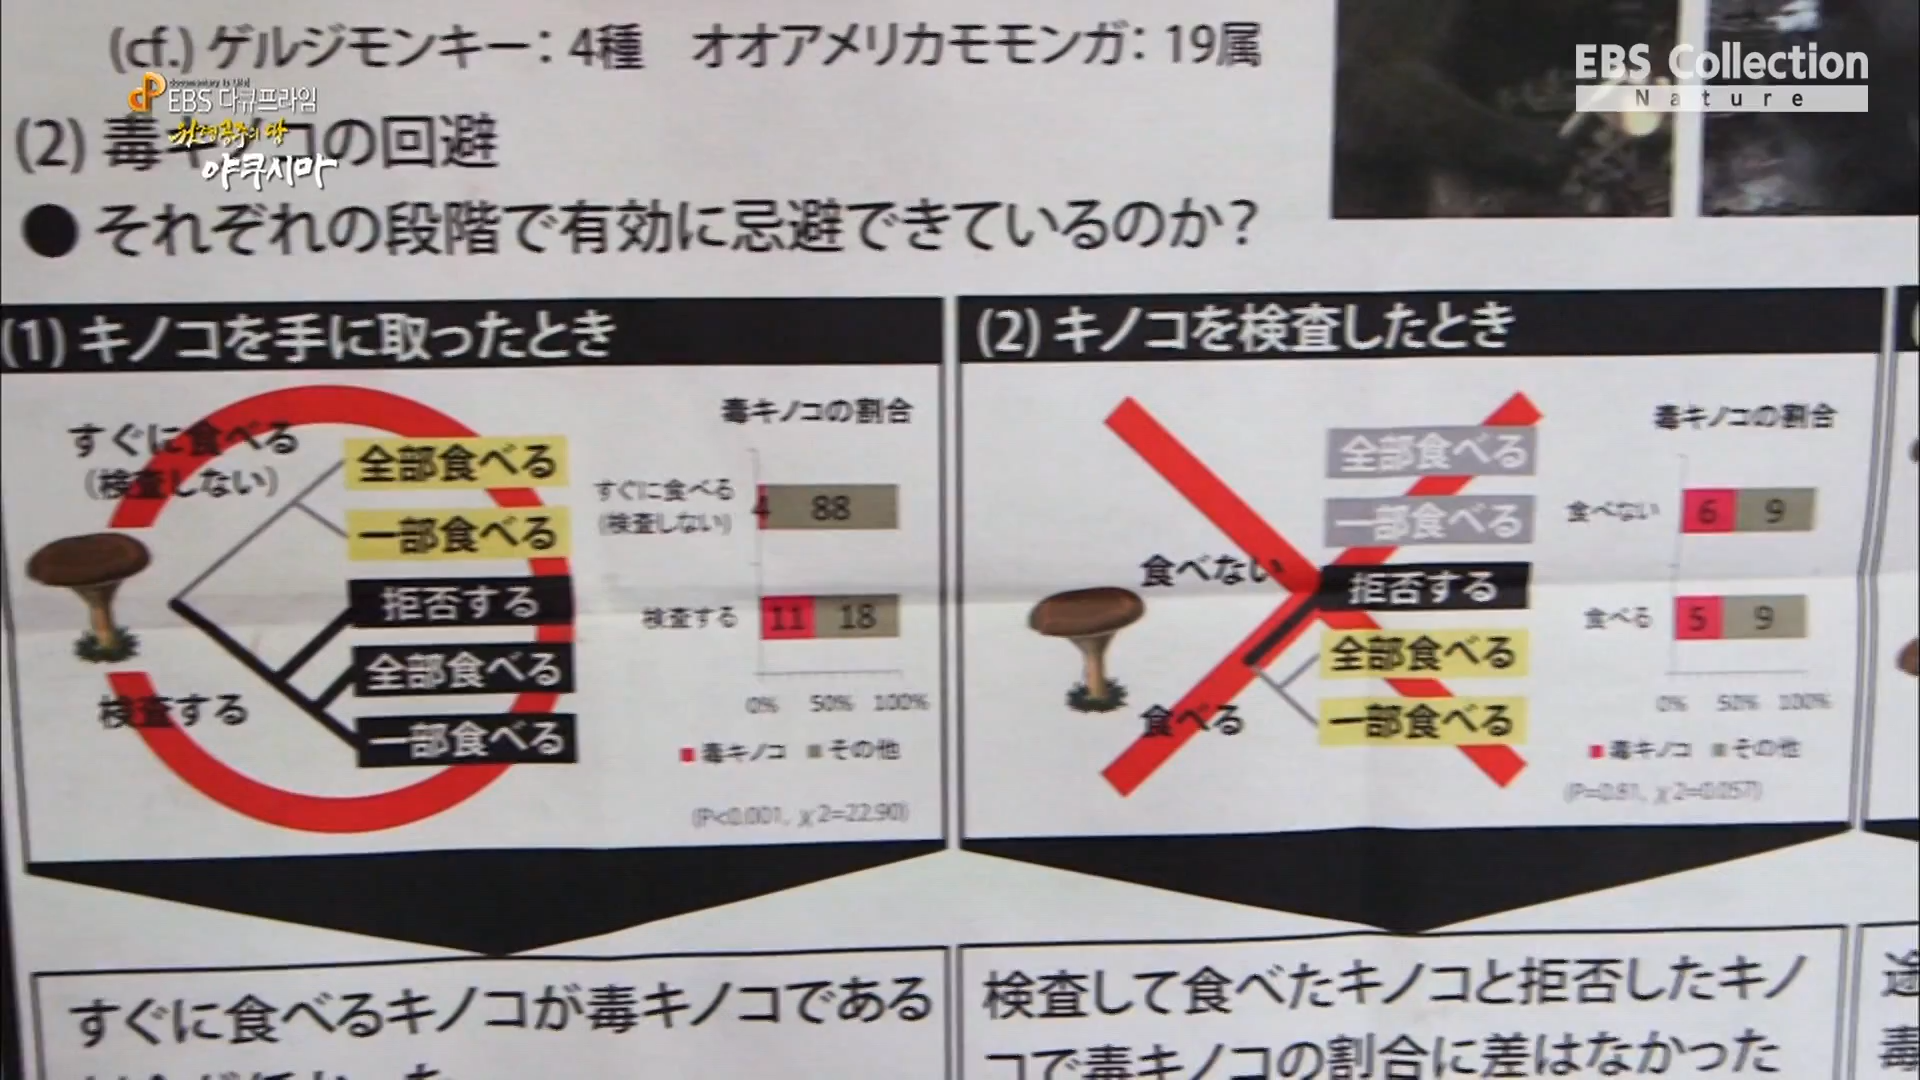 (cf.) ゲルジモンキー：4種　オオアメリカモモンガ：19属
EBS Collection
Nature
EBS 다큐프라임
원령공주의 땅
야쿠시마
(2) 毒キノコの回避
● それぞれの段階で有効に忌避できているのか？
(1) キノコを手に取ったとき
すぐに食べる
(検査しない)
全部食べる
一部食べる
拒否する
全部食べる
一部食べる
検査する
毒キノコの割合
すぐに食べる
(検査しない)
4 88
検査する
11 18
0% 50% 100%
■毒キノコ ■その他
(P<0.001, χ2=22.90)
(2) キノコを検査したとき
全部食べる
一部食べる
食べない
拒否する
全部食べる
一部食べる
食べる
毒キノコの割合
食べない
6 9
食べる
5 9
0% 50% 100%
■毒キノコ ■その他
(P=0.81, χ2=0.057)
すぐに食べるキノコが毒キノコである
検査して食べたキノコと拒否したキノ
コで毒キノコの割合に差はなかった
途
毒